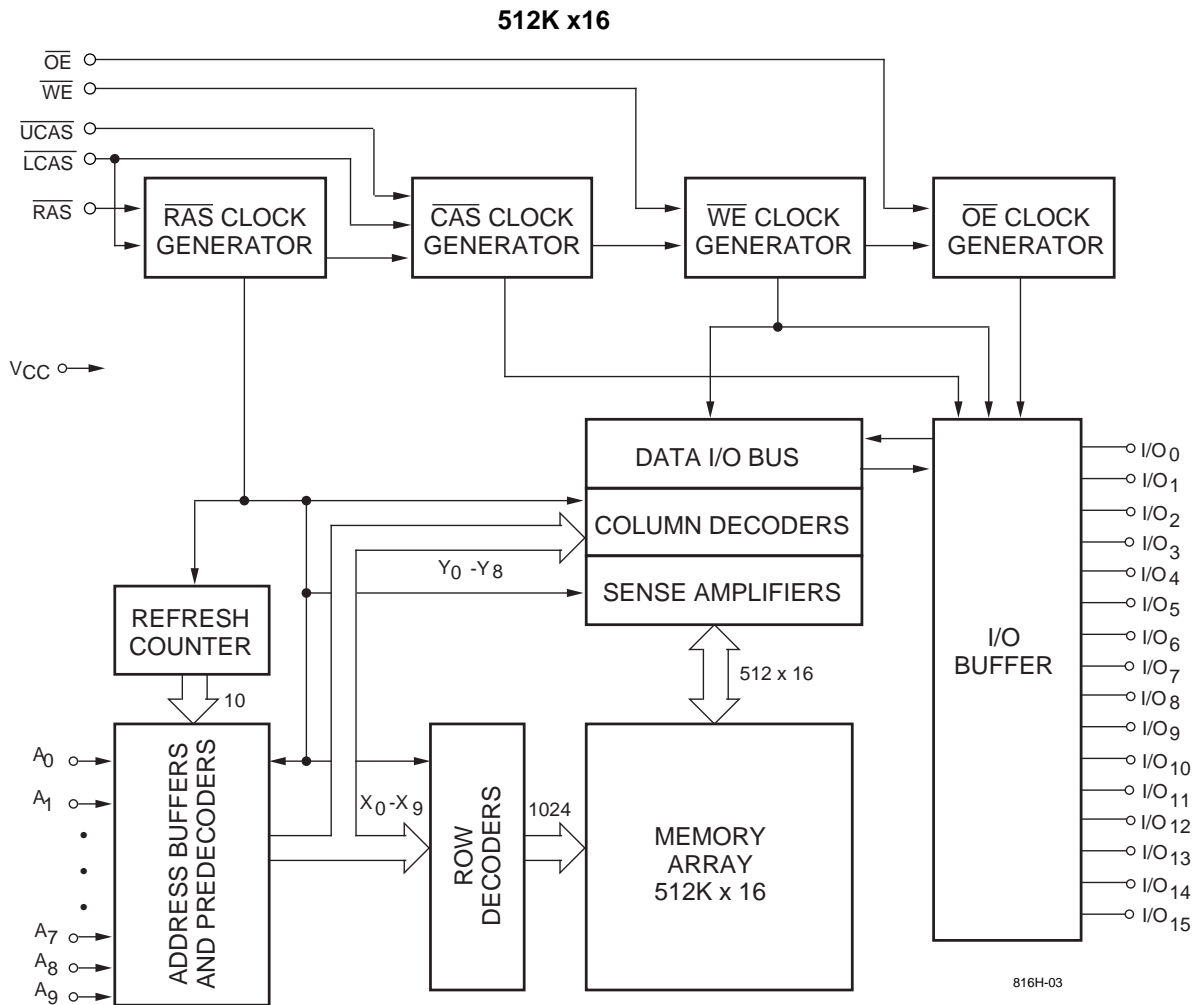 512K x16
OE
WE
UCAS
LCAS
RAS
RAS CLOCK
GENERATOR
CAS CLOCK
GENERATOR
WE CLOCK
GENERATOR
OE CLOCK
GENERATOR
VCC
DATA I/O BUS
COLUMN DECODERS
SENSE AMPLIFIERS
Y0 -Y8
REFRESH
COUNTER
10
512 x 16
I/O
BUFFER
ADDRESS BUFFERS
AND PREDECODERS
X0-X9
ROW
DECODERS
1024
MEMORY
ARRAY
512K x 16
A0
A1
•
•
•
•
A7
A8
A9
I/O0
I/O1
I/O2
I/O3
I/O4
I/O5
I/O6
I/O7
I/O8
I/O9
I/O10
I/O11
I/O12
I/O13
I/O14
I/O15
816H-03